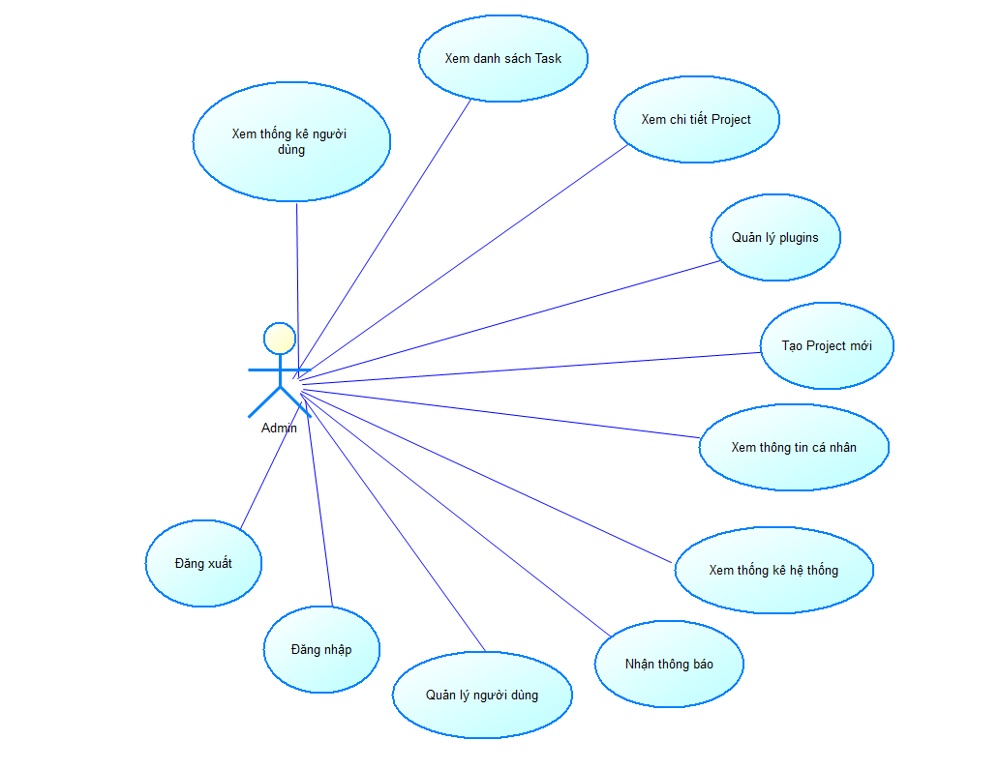 Xem danh sách Task
Xem chi tiết Project
Xem thống kê người
dùng
Quản lý plugins
Tạo Project mới
Admin
Xem thông tin cá nhân
Đăng xuất
Xem thống kê hệ thống
Đăng nhập
Nhận thông báo
Quản lý người dùng